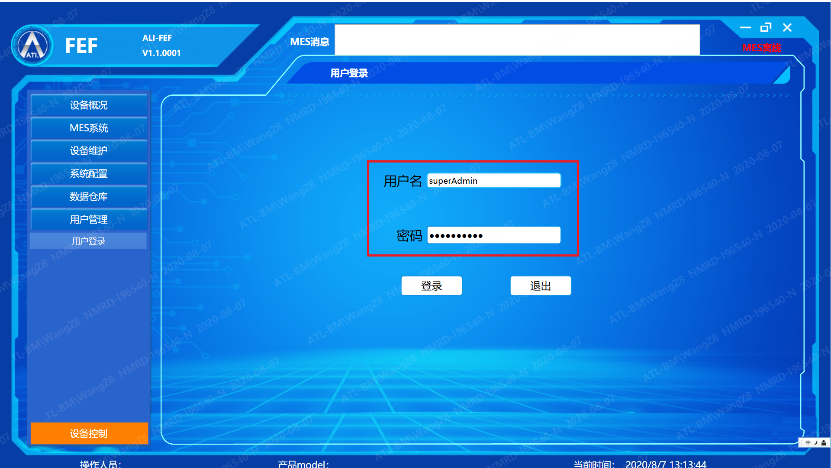 ATL
FEF
ALI-FEF
V1.1.0001
MES消息
MES离线
用户登录
设备概况
MES系统
设备维护
系统配置
数据仓库
用户管理
用户登录
设备控制
用户名 superAdmin
密码 ●●●●●●●●●●
登录 退出
操作人员: 产品model: 当前时间: 2020/8/7 13:13:44
ATL-BM\WangZ8 NMRD-I96540-N 2020-08-07